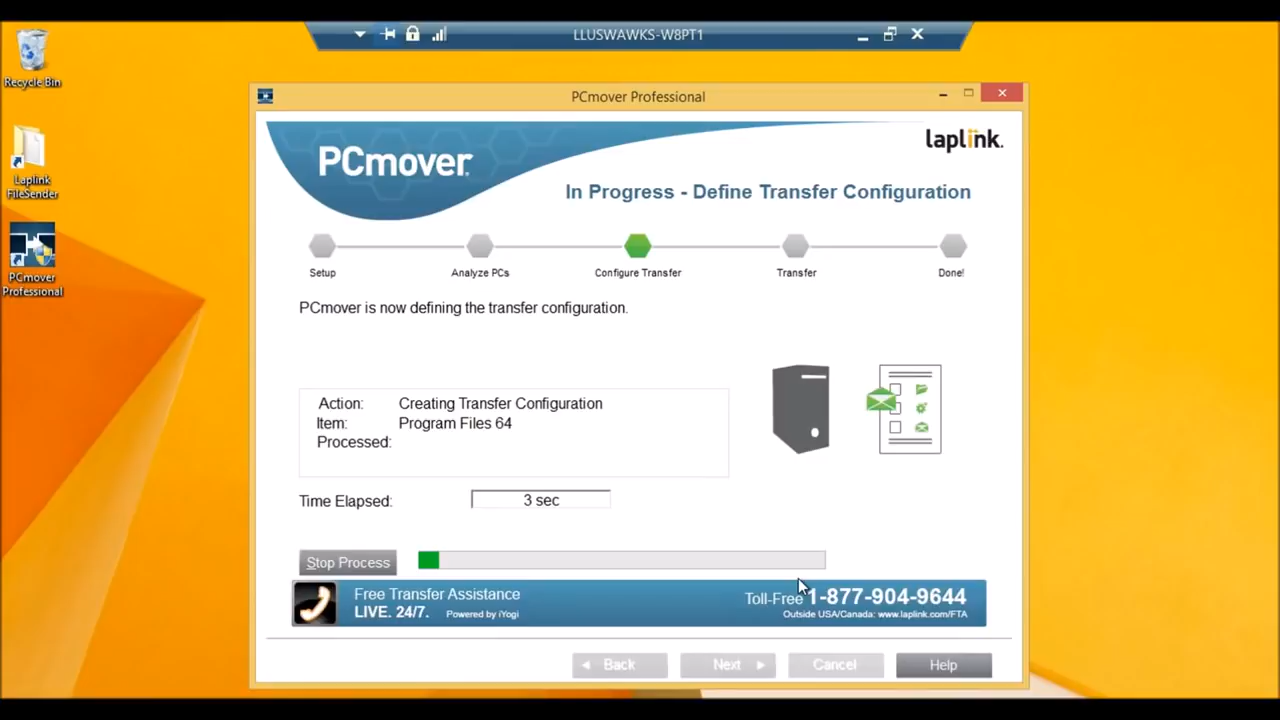 LLUSWAWKS-W8PT1
Recycle Bin
Laplink
FileSender
PCmover
Professional
PCmover Professional
PCmover
laplink.
In Progress - Define Transfer Configuration
Setup
Analyze PCs
Configure Transfer
Transfer
Done!
PCmover is now defining the transfer configuration.
Action: Creating Transfer Configuration
Item: Program Files 64
Processed:
Time Elapsed: 3 sec
Stop Process
Free Transfer Assistance
LIVE. 24/7. Powered by iYogi
Toll-Free 1-877-904-9644
Outside USA/Canada: www.laplink.com/FTA
Back
Next
Cancel
Help